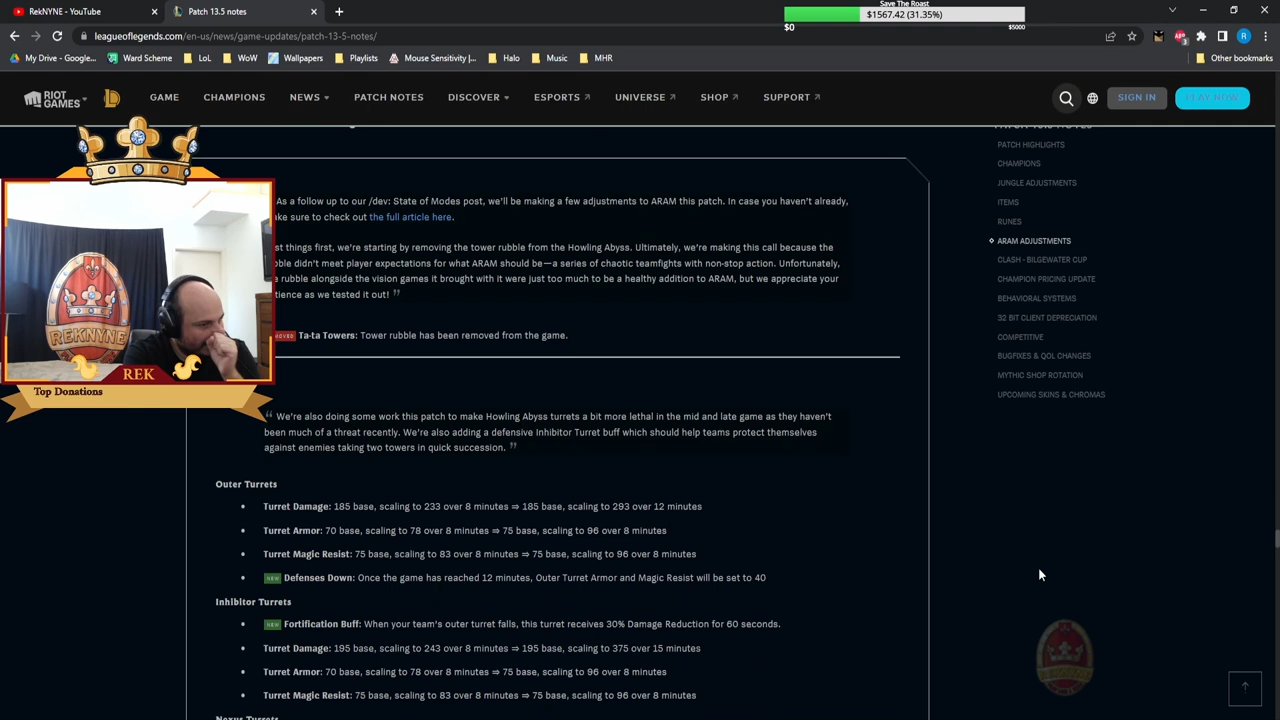 RekNYNE - YouTube
Patch 13.5 notes
Save The Roast
$1567.42 (31.35%)
$0
$5000
leagueoflegends.com/en-us/news/game-updates/patch-13-5-notes/
My Drive - Google...
Ward Scheme
LoL
WoW
Wallpapers
Playlists
Mouse Sensitivity |...
Halo
Music
MHR
Other bookmarks
RIOT GAMES
GAME
CHAMPIONS
NEWS
PATCH NOTES
DISCOVER
ESPORTS
UNIVERSE
SHOP
SUPPORT
SIGN IN
PLAY NOW
PATCH HIGHLIGHTS
CHAMPIONS
JUNGLE ADJUSTMENTS
ITEMS
RUNES
ARAM ADJUSTMENTS
CLASH - BILGEWATER CUP
CHAMPION PRICING UPDATE
BEHAVIORAL SYSTEMS
32 BIT CLIENT DEPRECIATION
COMPETITIVE
BUGFIXES & QOL CHANGES
MYTHIC SHOP ROTATION
UPCOMING SKINS & CHROMAS
As a follow up to our /dev: State of Modes post, we'll be making a few adjustments to ARAM this patch. In case you haven't already,
ke sure to check out the full article here.
st things first, we're starting by removing the tower rubble from the Howling Abyss. Ultimately, we're making this call because the
bble didn't meet player expectations for what ARAM should be—a series of chaotic teamfights with non-stop action. Unfortunately,
rubble alongside the vision games it brought with it were just too much to be a healthy addition to ARAM, but we appreciate your
tience as we tested it out! ”
Ta-ta Towers: Tower rubble has been removed from the game.
REKNYNE
REK
Top Donations
“ We're also doing some work this patch to make Howling Abyss turrets a bit more lethal in the mid and late game as they haven't
been much of a threat recently. We're also adding a defensive Inhibitor Turret buff which should help teams protect themselves
against enemies taking two towers in quick succession. ”
Outer Turrets
• Turret Damage: 185 base, scaling to 233 over 8 minutes ⇒ 185 base, scaling to 293 over 12 minutes
• Turret Armor: 70 base, scaling to 78 over 8 minutes ⇒ 75 base, scaling to 96 over 8 minutes
• Turret Magic Resist: 75 base, scaling to 83 over 8 minutes ⇒ 75 base, scaling to 96 over 8 minutes
• NEW Defenses Down: Once the game has reached 12 minutes, Outer Turret Armor and Magic Resist will be set to 40
Inhibitor Turrets
• NEW Fortification Buff: When your team's outer turret falls, this turret receives 30% Damage Reduction for 60 seconds.
• Turret Damage: 195 base, scaling to 243 over 8 minutes ⇒ 195 base, scaling to 375 over 15 minutes
• Turret Armor: 70 base, scaling to 78 over 8 minutes ⇒ 75 base, scaling to 96 over 8 minutes
• Turret Magic Resist: 75 base, scaling to 83 over 8 minutes ⇒ 75 base, scaling to 96 over 8 minutes
Nexus Turrets